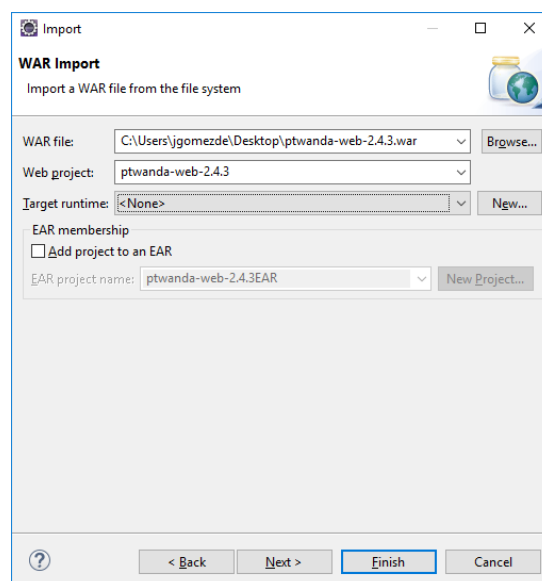 Import
WAR Import
Import a WAR file from the file system
WAR file: C:\Users\jgomezde\Desktop\ptwanda-web-2.4.3.war Browse...
Web project: ptwanda-web-2.4.3
Target runtime: <None> New...
EAR membership
Add project to an EAR
EAR project name: ptwanda-web-2.4.3EAR New Project...
? < Back Next > Finish Cancel